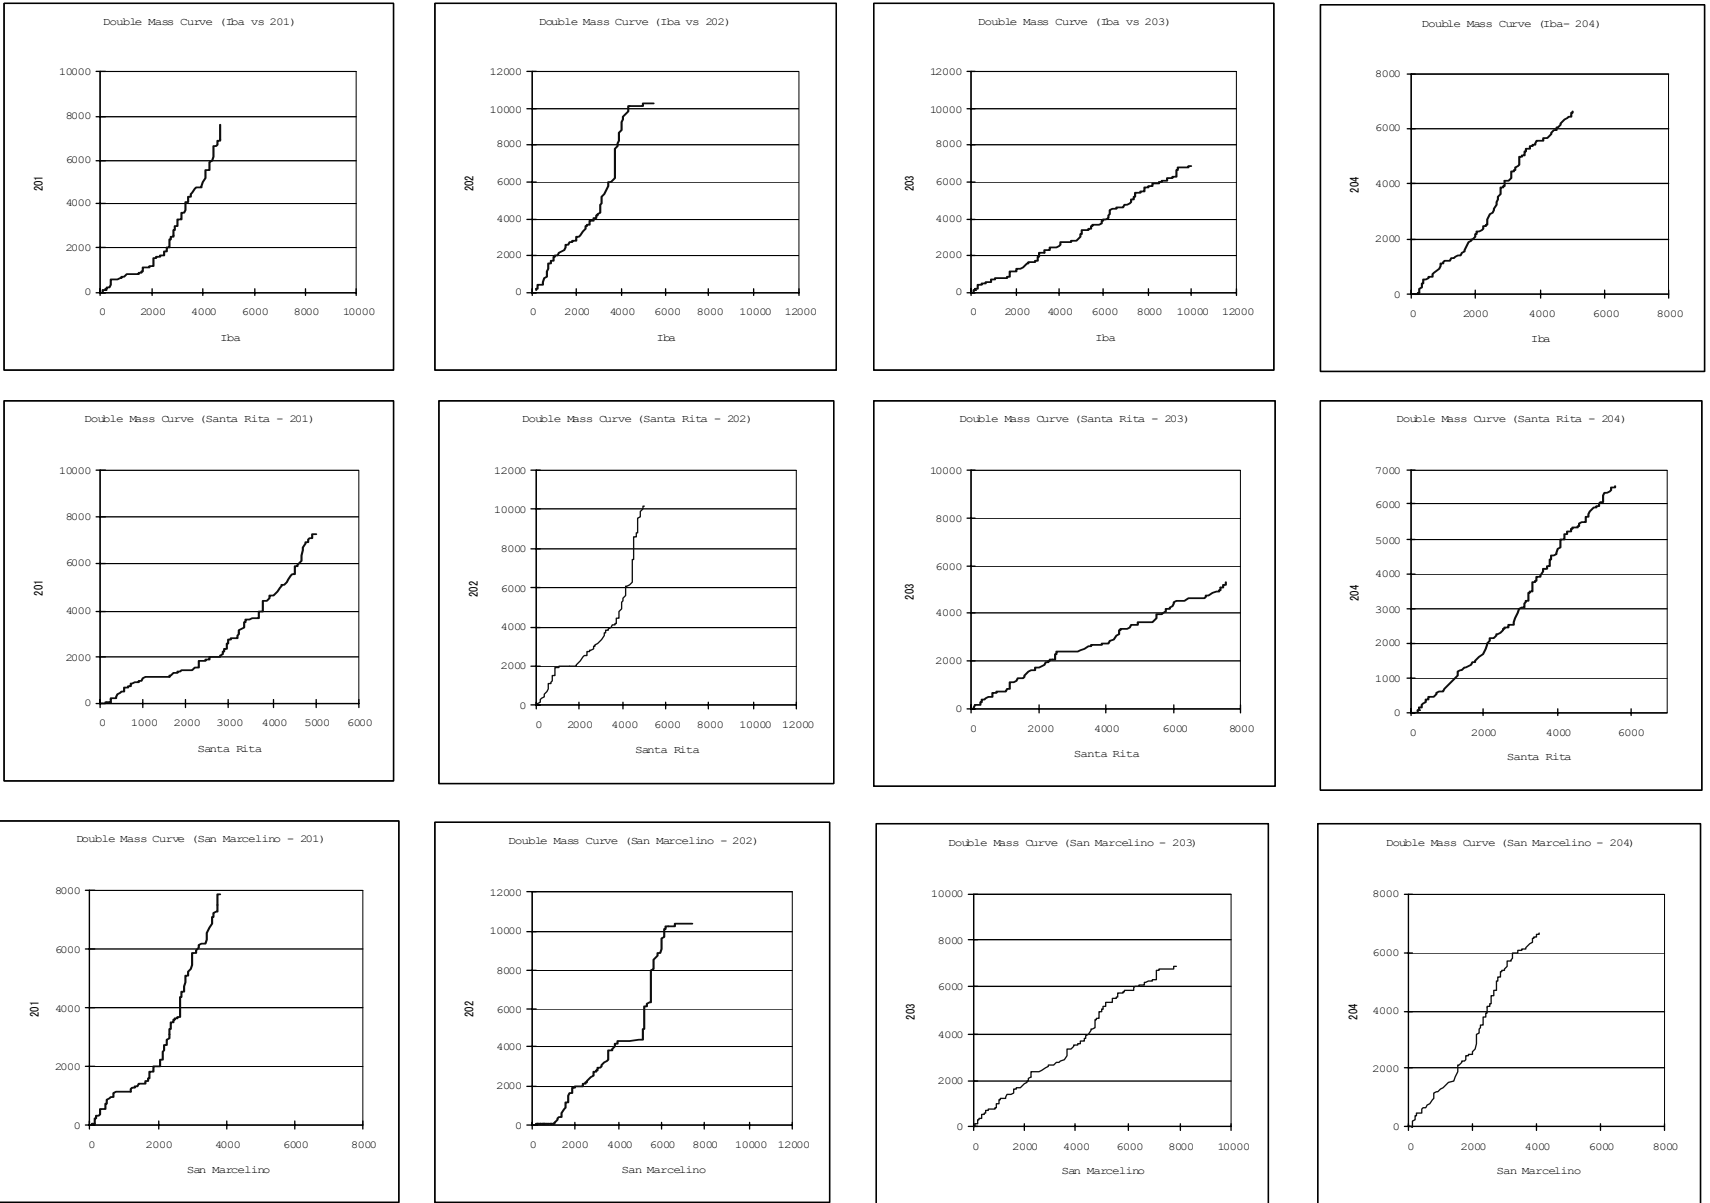 Double Mass Curve (Iba vs 201)
10000
8000
6000
4000
2000
0
201
0 2000 4000 6000 8000 10000
Iba
Double Mass Curve (Iba vs 202)
12000
10000
8000
6000
4000
2000
0
202
0 2000 4000 6000 8000 10000 12000
Iba
Double Mass Curve (Iba vs 203)
12000
10000
8000
6000
4000
2000
0
203
0 2000 4000 6000 8000 10000 12000
Iba
Double Mass Curve (Iba- 204)
8000
6000
4000
2000
0
204
0 2000 4000 6000 8000
Iba
Double Mass Curve (Santa Rita - 201)
10000
8000
6000
4000
2000
0
201
0 1000 2000 3000 4000 5000 6000
Santa Rita
Double Mass Curve (Santa Rita - 202)
12000
10000
8000
6000
4000
2000
0
202
0 2000 4000 6000 8000 10000 12000
Santa Rita
Double Mass Curve (Santa Rita - 203)
10000
8000
6000
4000
2000
0
203
0 2000 4000 6000 8000
Santa Rita
Double Mass Curve (Santa Rita - 204)
7000
6000
5000
4000
3000
2000
1000
0
204
0 2000 4000 6000
Santa Rita
Double Mass Curve (San Marcelino - 201)
8000
6000
4000
2000
0
201
0 2000 4000 6000 8000
San Marcelino
Double Mass Curve (San Marcelino - 202)
12000
10000
8000
6000
4000
2000
0
202
0 2000 4000 6000 8000 10000 12000
San Marcelino
Double Mass Curve (San Marcelino - 203)
10000
8000
6000
4000
2000
0
203
0 2000 4000 6000 8000 10000
San Marcelino
Double Mass Curve (San Marcelino - 204)
8000
6000
4000
2000
0
204
0 2000 4000 6000 8000
San Marcelino